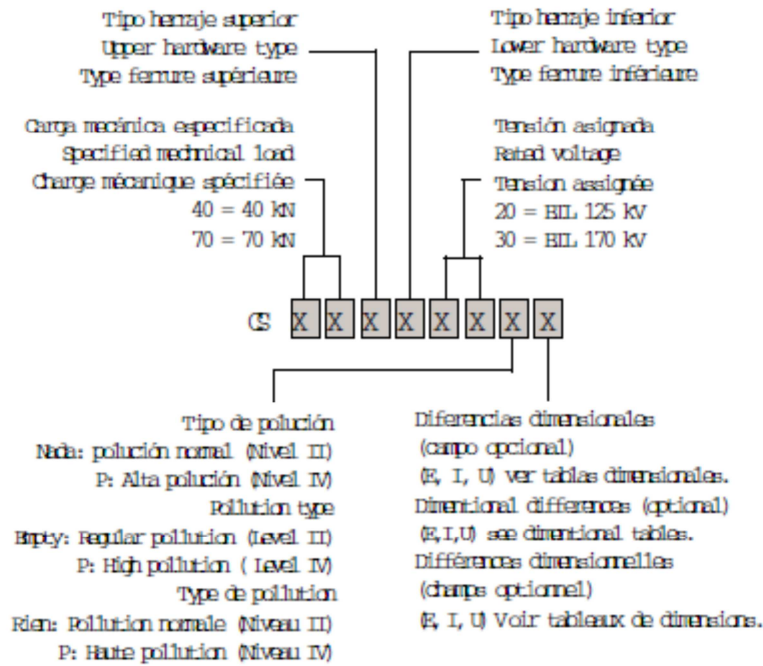 Tipo herraje superior
Upper hardware type
Type ferrure supérieure
Tipo herraje inferior
Lower hardware type
Type ferrure inférieure
Carga mecánica especificada
Specified mechnical load
Charge mécanique spécifiée
40 = 40 kN
70 = 70 kN
Tensión asignada
Rated voltage
Tension assignée
20 = BIL 125 kV
30 = BIL 170 kV
CS X X X X X X X X
Tipo de polución
Nada: polución normal (Nivel II)
P: Alta polución (Nivel IV)
Pollution type
Empty: Regular pollution (Level II)
P: High pollution ( Level IV)
Type de pollution
Rien: Pollution normale (Niveau II)
P: Haute pollution (Niveau IV)
Diferencias dimensionales
(campo opcional)
(E, I, U) ver tablas dimensionales.
Dimentional differences (optional)
(E,I,U) see dimentional tables.
Différences dimensionnelles
(champs optionnel)
(E, I, U) Voir tableaux de dimensions.